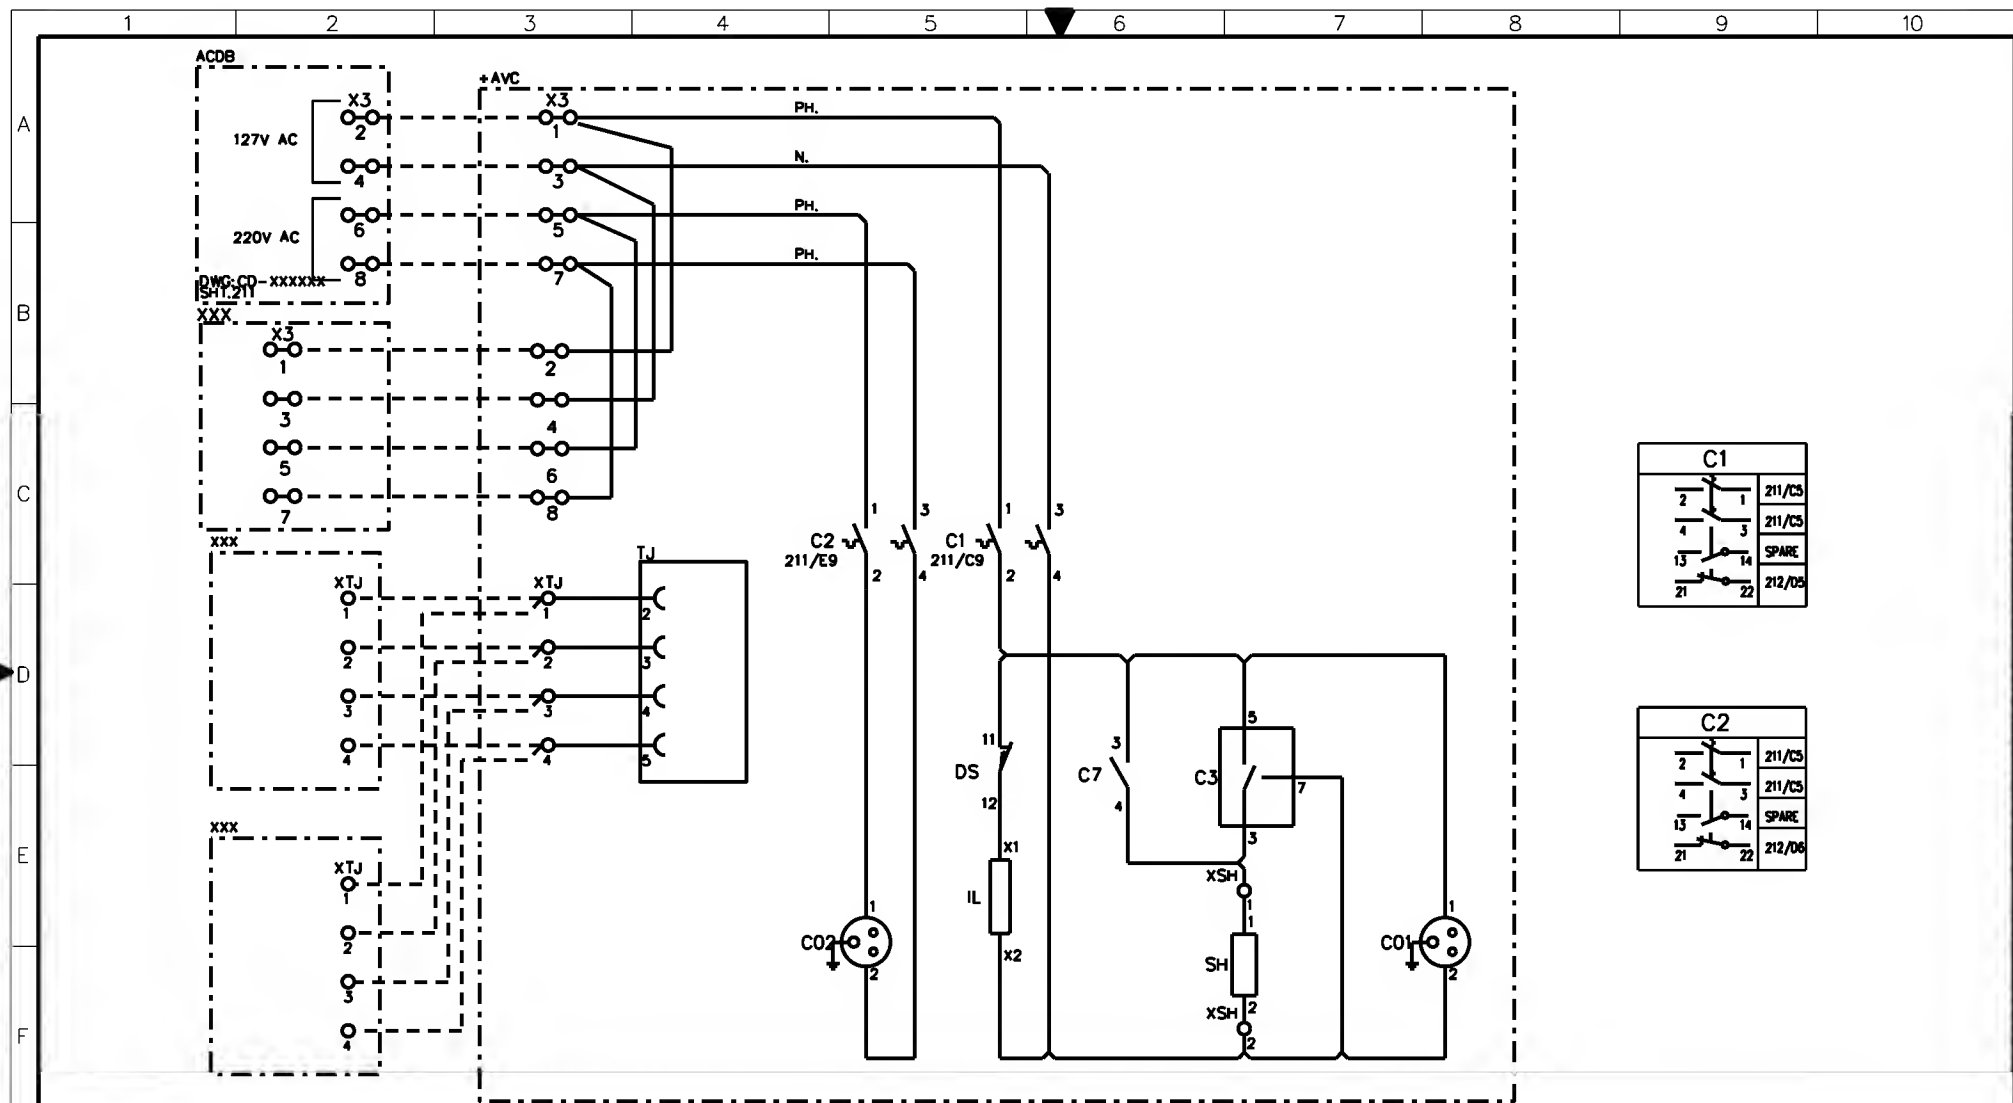 1 2 3 4 5 6 7 8 9 10
A
B
C
D
E
F
ACDB
X3
127V AC
2
4
220V AC
6
8
DWG:CD-XXXXXX
SHT.211
+AVC
X3
1
3
5
7
PH.
N.
PH.
PH.
XXX
X3
1
3
5
7
2
4
6
8
XXX
XTJ
1
2
3
4
XTJ
1
2
3
4
TJ
2
3
4
5
XXX
XTJ
1
2
3
4
C2
211/E9
1
2
3
4
C1
211/C9
1
2
3
4
DS
11
12
IL
X1
X2
C7
3
4
C3
5
7
3
XSH
1
1
SH
2
XSH
2
CO2
1
2
CO1
1
2
C1
2 1 211/C5
4 3 211/C5
13 14 SPARE
21 22 212/D5
C2
2 1 211/C5
4 3 211/C5
13 14 SPARE
21 22 212/D6